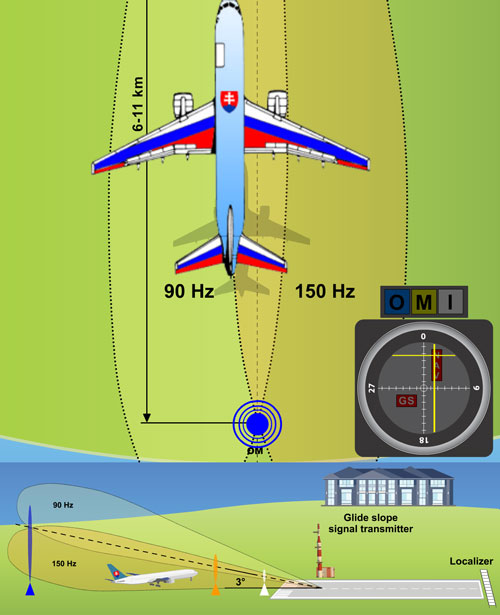 6-11 km
90 Hz
150 Hz
O M I
0
NAV
27
GS
9
18
OM
90 Hz
150 Hz
3°
Glide slope
signal transmitter
Localizer